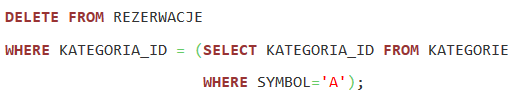 DELETE FROM REZERWACJE
WHERE KATEGORIA_ID = (SELECT KATEGORIA_ID FROM KATEGORIE
WHERE SYMBOL='A');